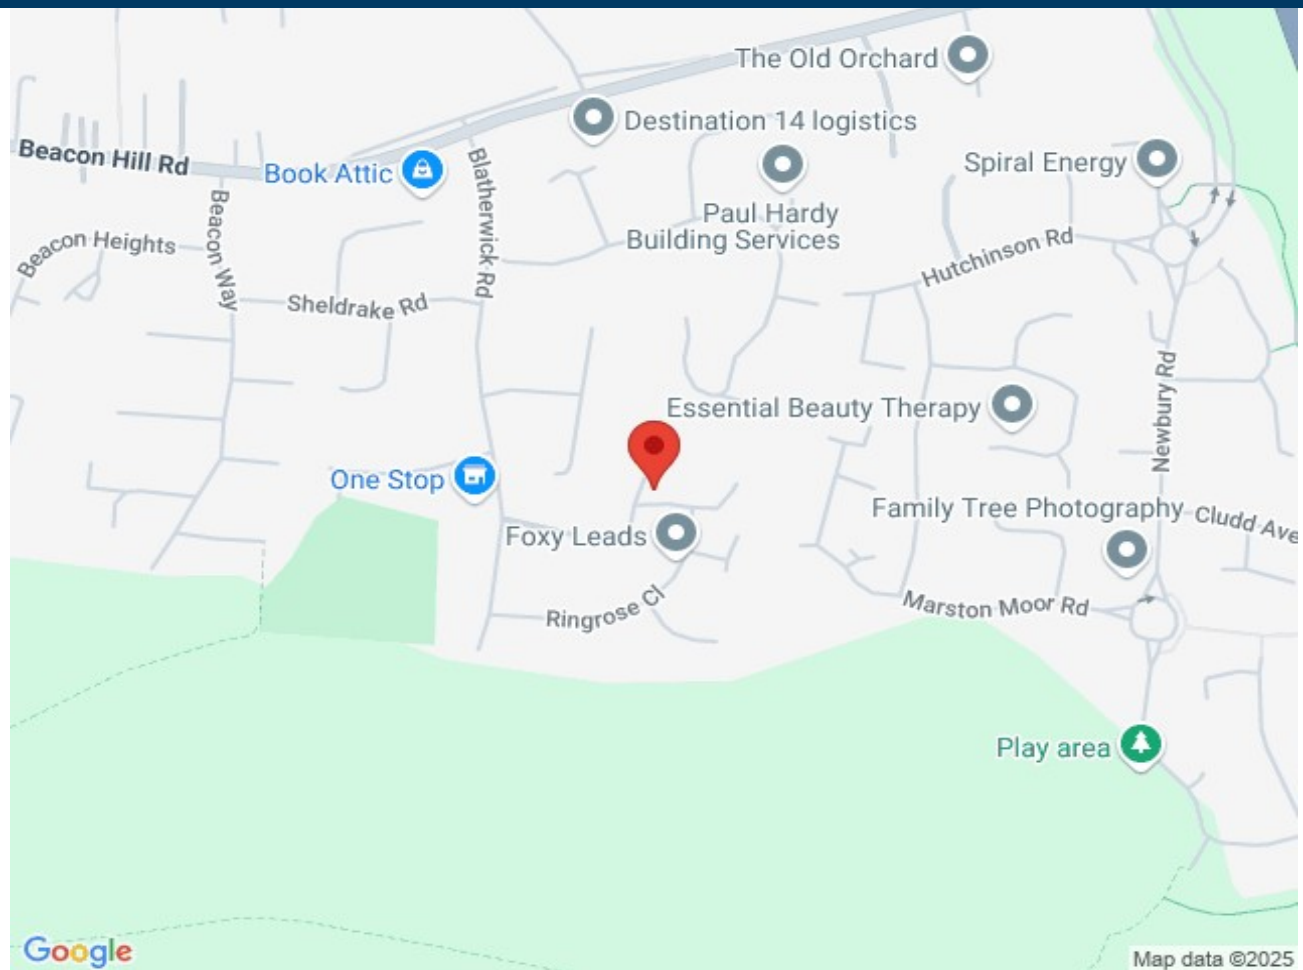 The Old Orchard
Destination 14 logistics
Beacon Hill Rd
Book Attic
Blatherwick Rd
Spiral Energy
Paul Hardy
Building Services
Beacon Way
Beacon Heights
Hutchinson Rd
Sheldrake Rd
Newbury Rd
Essential Beauty Therapy
One Stop
Family Tree Photography
Cludd Ave
Foxy Leads
Ringrose Cl
Marston Moor Rd
Play area
Google
Map data ©2025